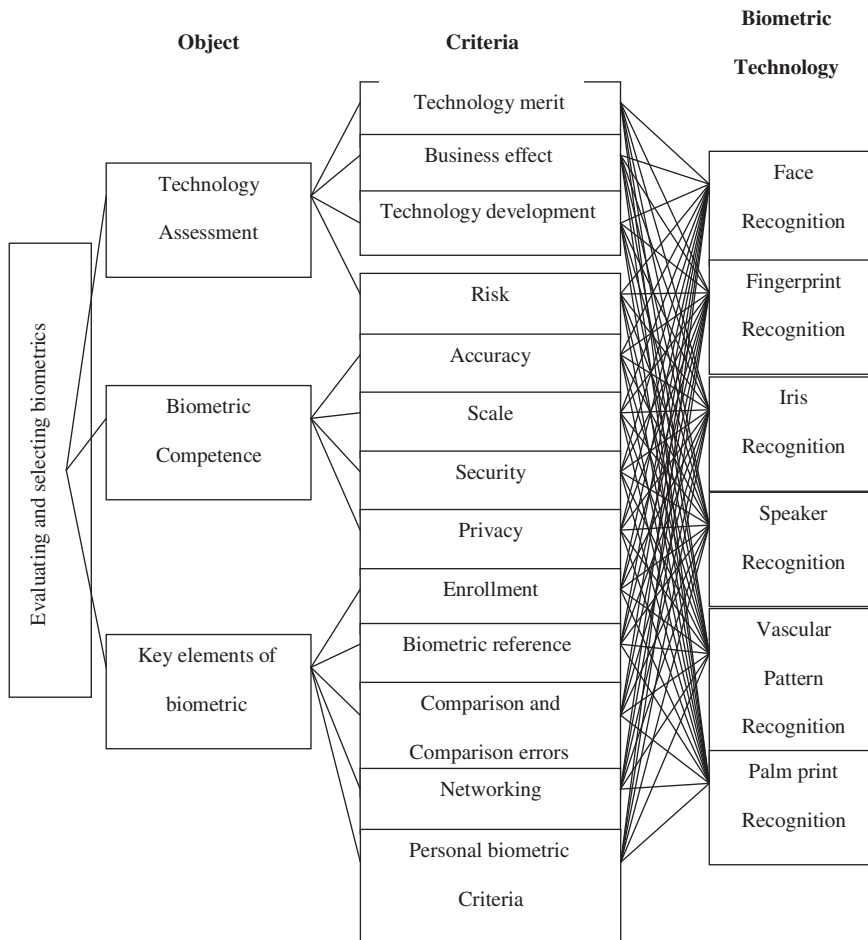 Object
Criteria
Biometric
Technology
Evaluating and selecting biometrics
Technology
Assessment
Biometric
Competence
Key elements of
biometric
Technology merit
Business effect
Technology development
Risk
Accuracy
Scale
Security
Privacy
Enrollment
Biometric reference
Comparison and
Comparison errors
Networking
Personal biometric
Criteria
Face
Recognition
Fingerprint
Recognition
Iris
Recognition
Speaker
Recognition
Vascular
Pattern
Recognition
Palm print
Recognition